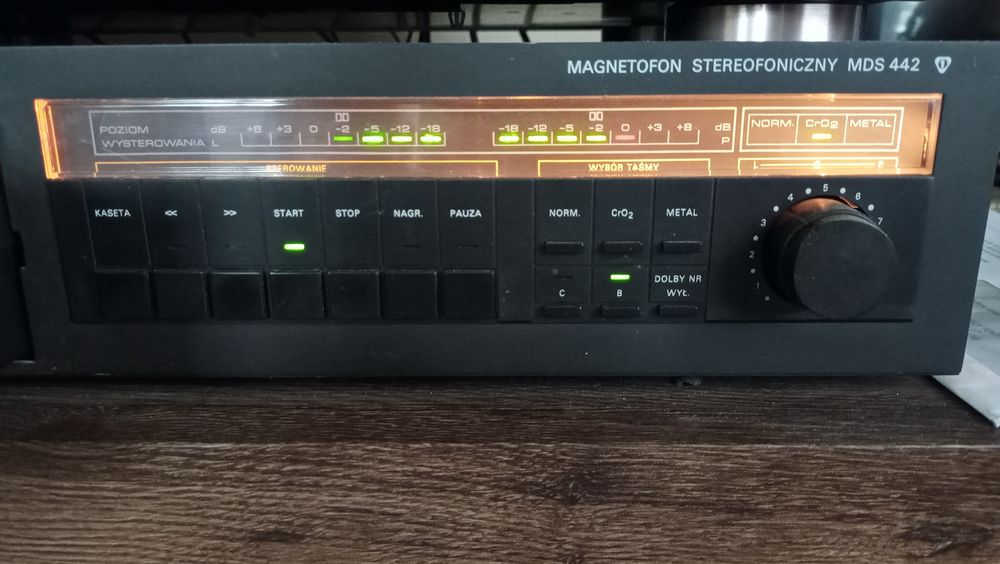 MAGNETOFON STEREOFONICZNY MDS 442
POZIOM dB +8 +3 0 -2 -5 -12 -18 -18 -12 -5 -2 0 +3 +8 dB
WYSTEROWANIA L P
NORM. CrO₂ METAL
STEROWANIE WYBÓR TAŚMY L P
KASETA << >> START STOP NAGR. PAUZA
NORM. CrO₂ METAL
C B DOLBY NR
WYŁ.
1 2 3 4 5 6 7